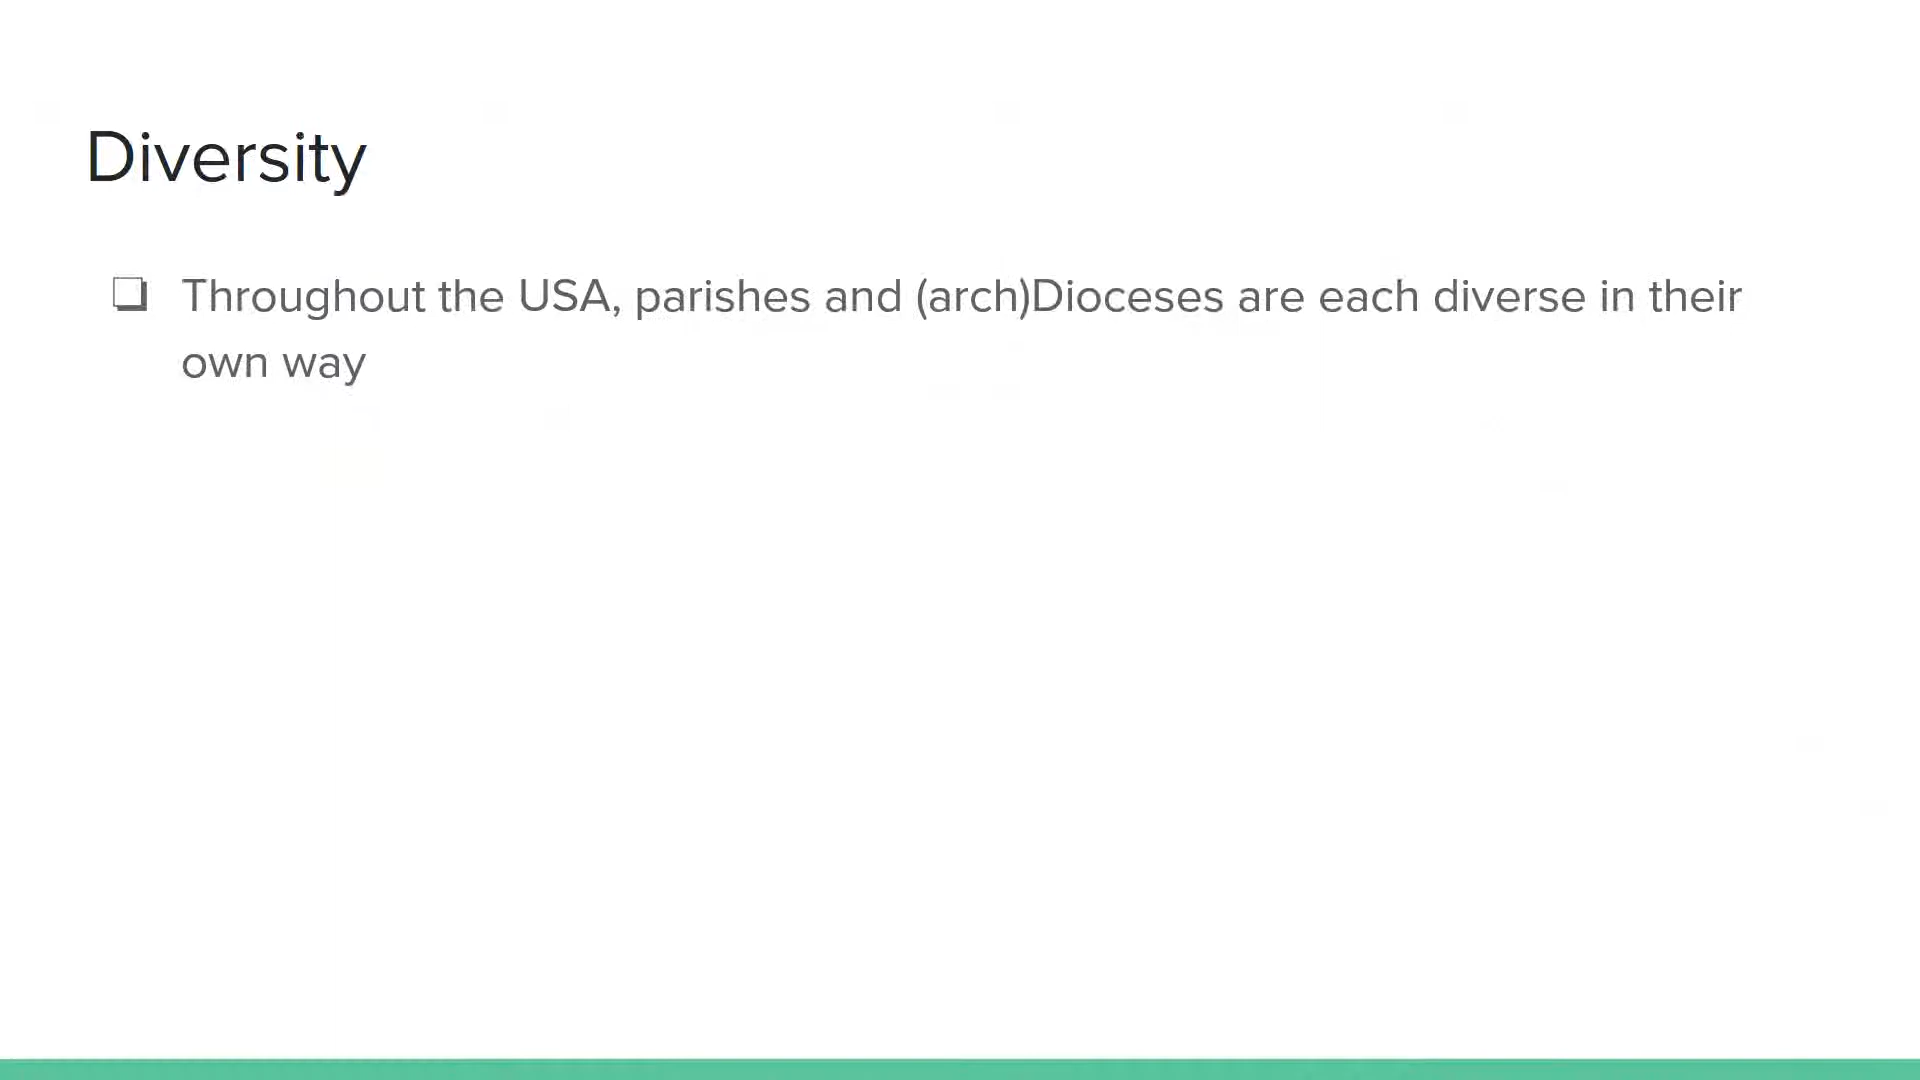 Diversity
❏ Throughout the USA, parishes and (arch)Dioceses are each diverse in their
own way